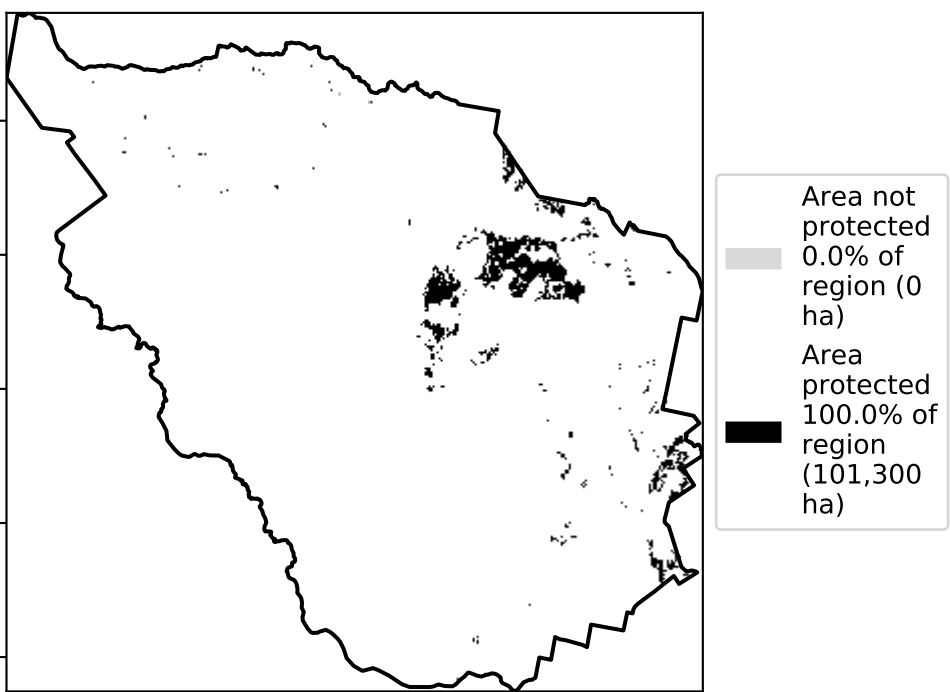 Area not
protected
0.0% of
region (0
ha)
Area
protected
100.0% of
region
(101,300
ha)